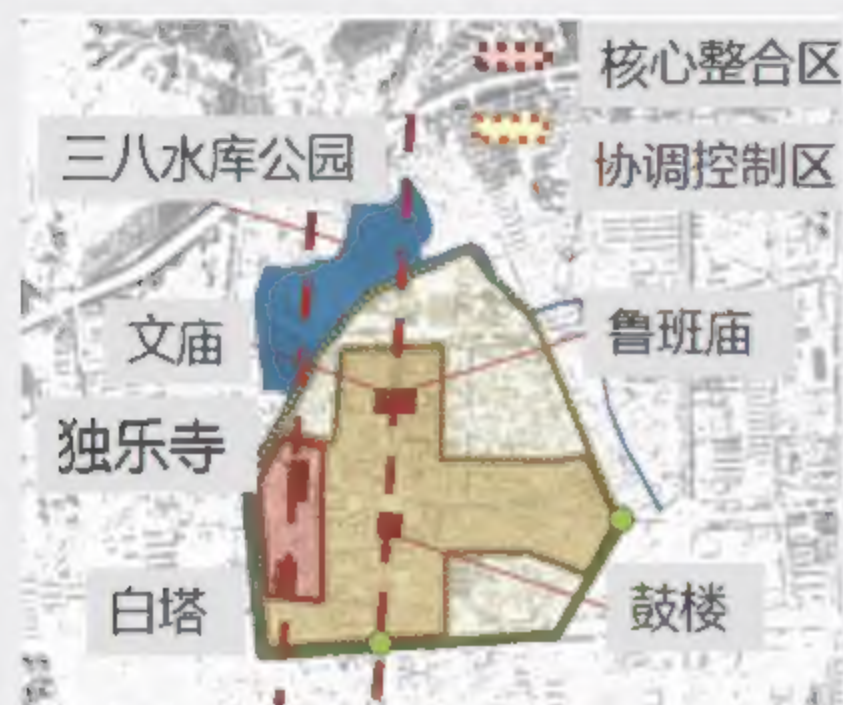 核心整合区
三八水库公园
协调控制区
文庙
鲁班庙
独乐寺
白塔
鼓楼